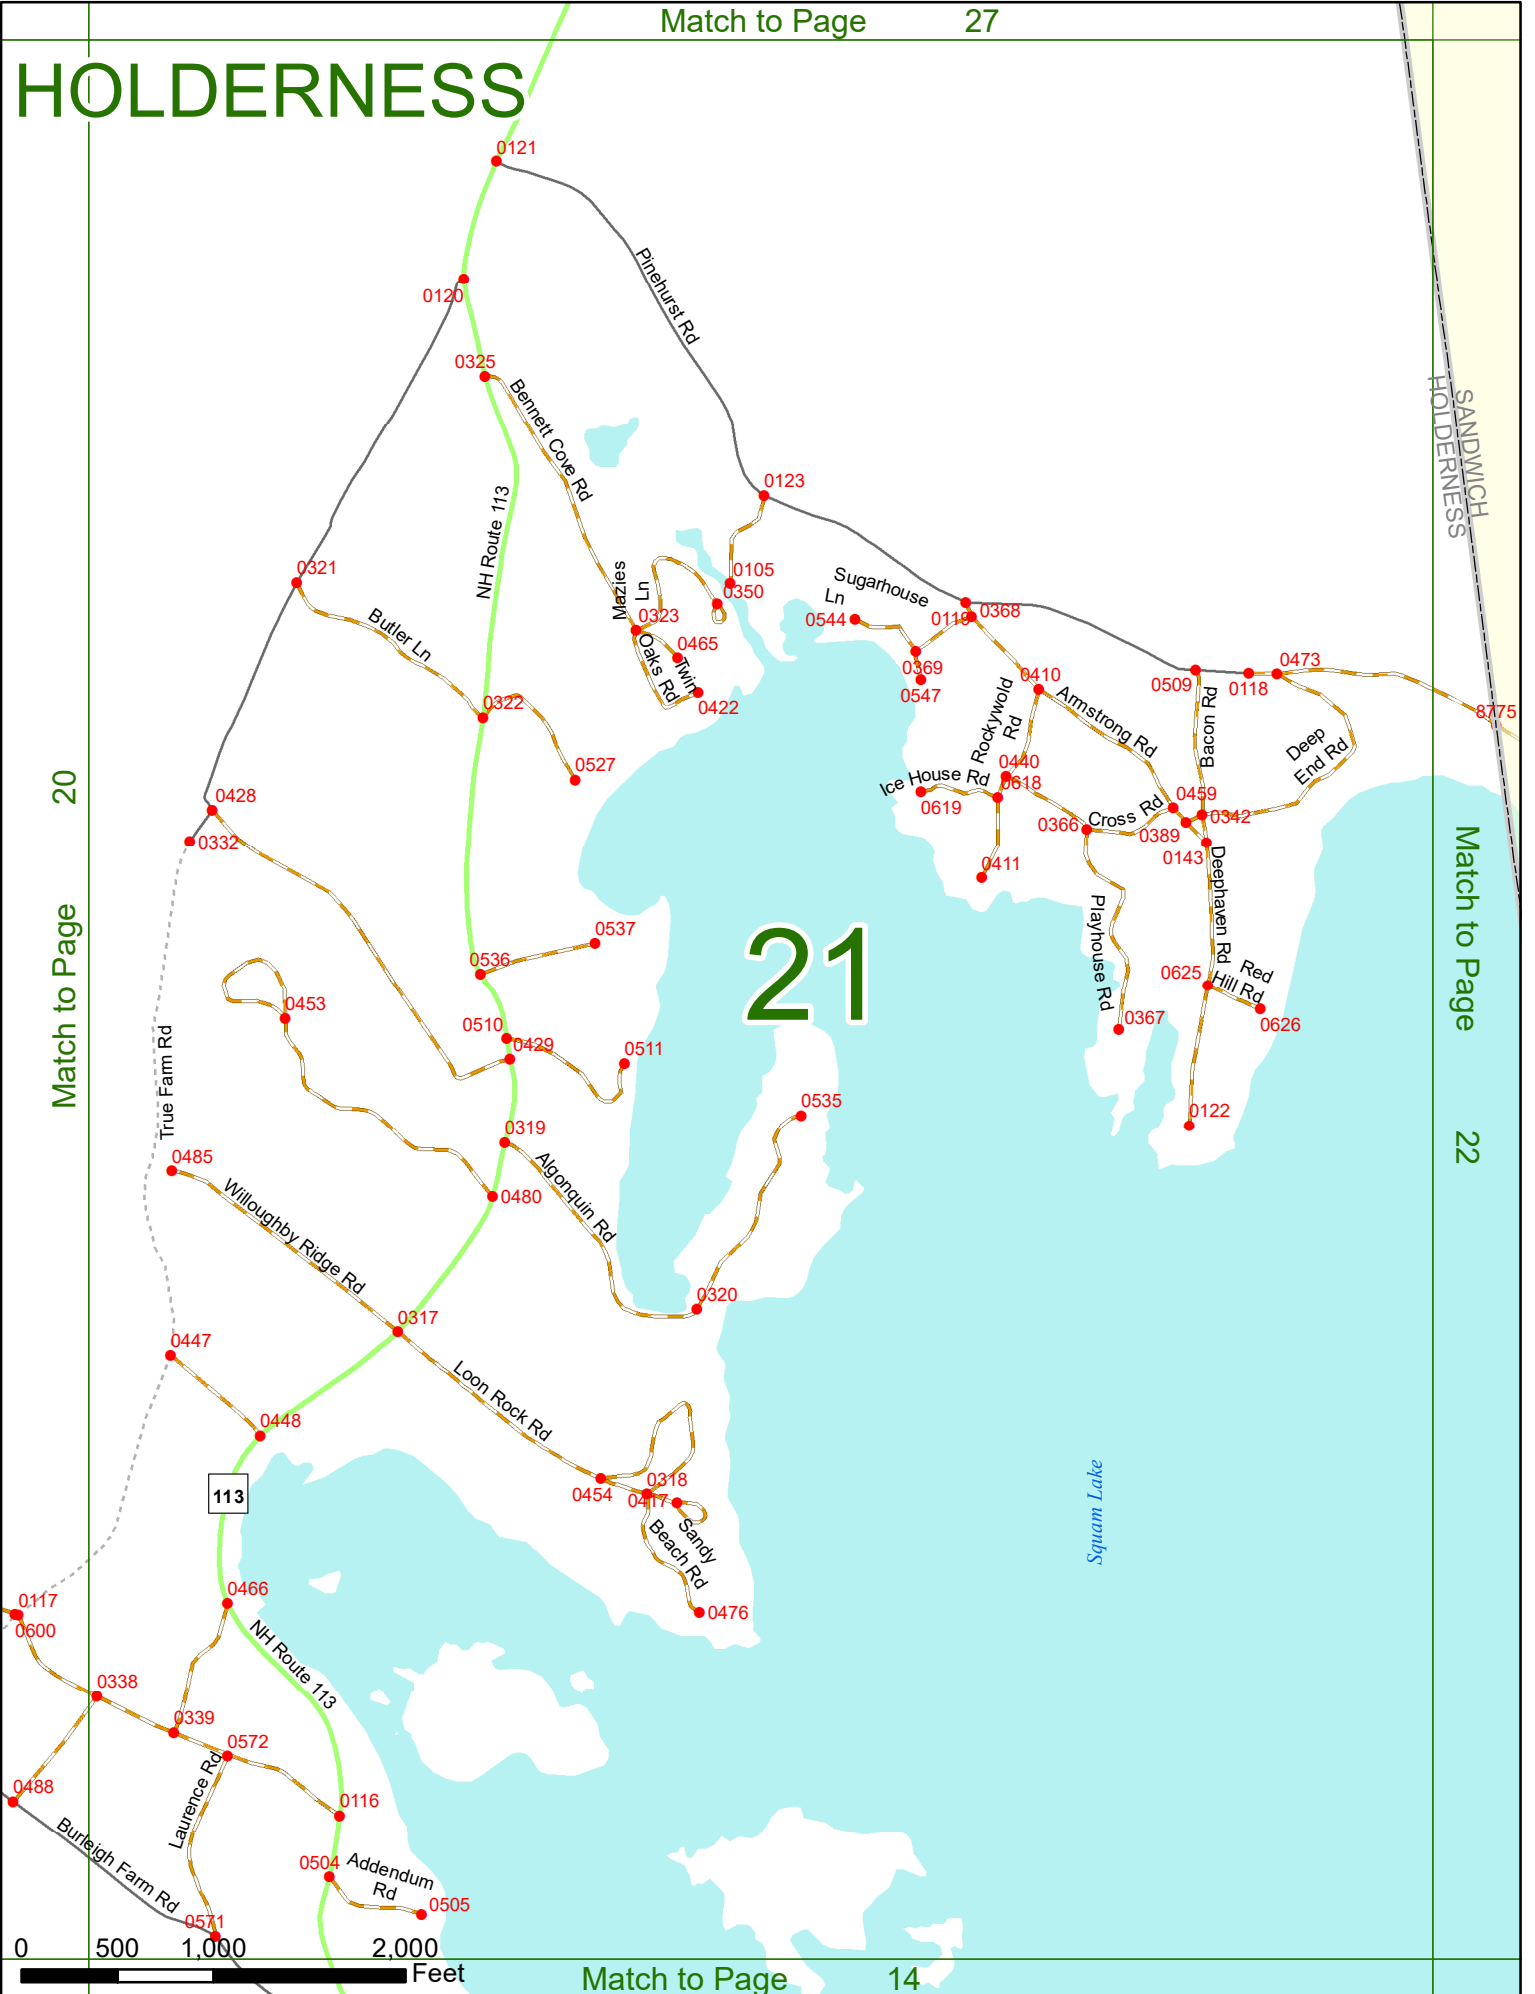 Match to Page 27
HOLDERNESS
0121
Pinehurst Rd
0120
0325
Bennett Cove Rd
SANDWICH
HOLDERNESS
0123
NH Route 113
0321
0105
0350
Mazies
Ln
Sugarhouse
Ln
0368
0119
0544
0323
Butler Ln
0465
Oaks Rd
Twin
0422
0369
0547
0410
0509
0118
0473
8775
0322
Rockywold
Rd
Armstrong Rd
Bacon Rd
Deep
End Rd
0527
0440
Ice House Rd
0618
0619
20
Match to Page
0428
0332
0459
Cross Rd
0366
0389
0342
0143
0411
Match to Page
22
Deephaven Rd
Playhouse Rd
0537
21
0536
0625
Red
Hill Rd
0626
0453
0510
0429
0511
0367
True Farm Rd
0535
0122
0319
Algonquin Rd
0485
0480
Willoughby Ridge Rd
0320
0317
0447
Loon Rock Rd
0448
113
0454
0318
0417
Sandy
Beach Rd
Squam Lake
0466
0476
0117
0600
NH Route 113
0338
0339
0572
Laurence Rd
0488
0116
Burleigh Farm Rd
0504
Addendum
Rd
0505
0571
0 500 1,000 2,000
Feet
Match to Page 14